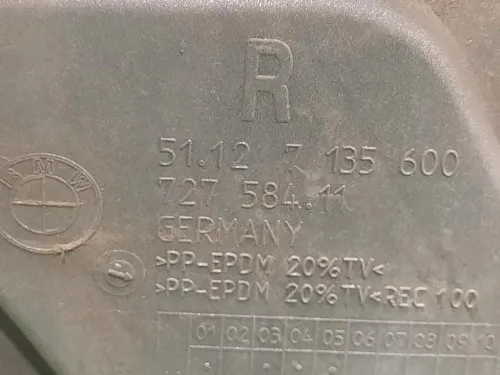 R
BMW
51.12 7 135 600
727 584.11
GERMANY
>PP-EPDM 20%TV<
>PP-EPDM 20%TV<REC 100
01 02 03 04 05 06 07 08 09 10